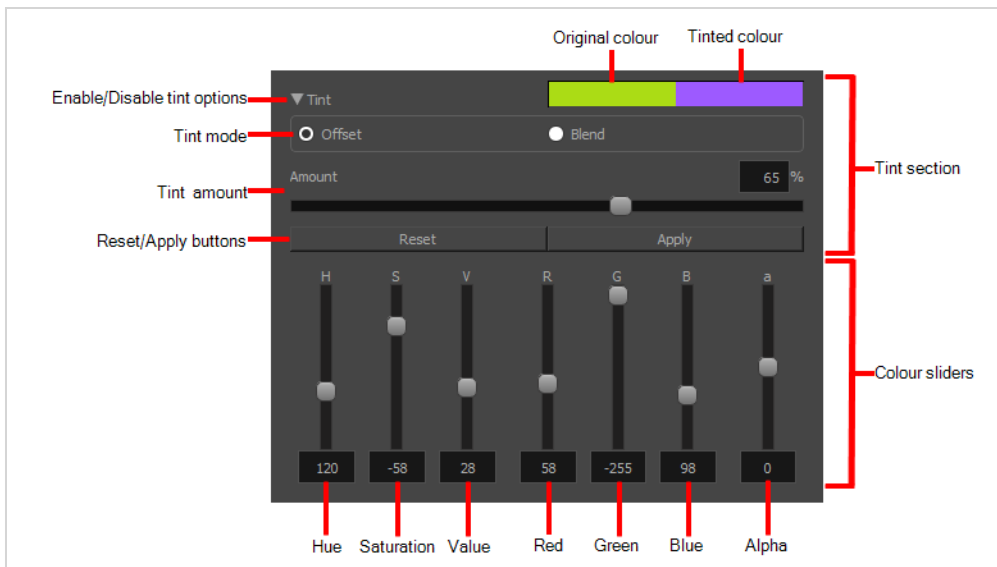 Original colour
Tinted colour
Enable/Disable tint options
Tint
Tint mode
Offset
Blend
Tint section
Amount
65 %
Tint amount
Reset/Apply buttons
Reset
Apply
H S V R G B a
Colour sliders
120 -58 28 58 -255 98 0
Hue Saturation Value Red Green Blue Alpha